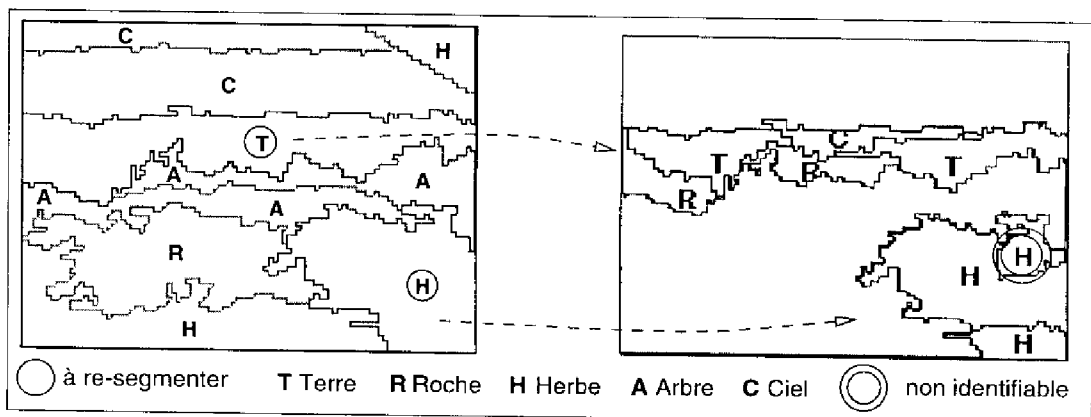 C
H
C
T
A
A
A
A
R
H
H
C
T
R
T
R
H
H
H
à re-segmenter T Terre R Roche H Herbe A Arbre C Ciel non identifiable